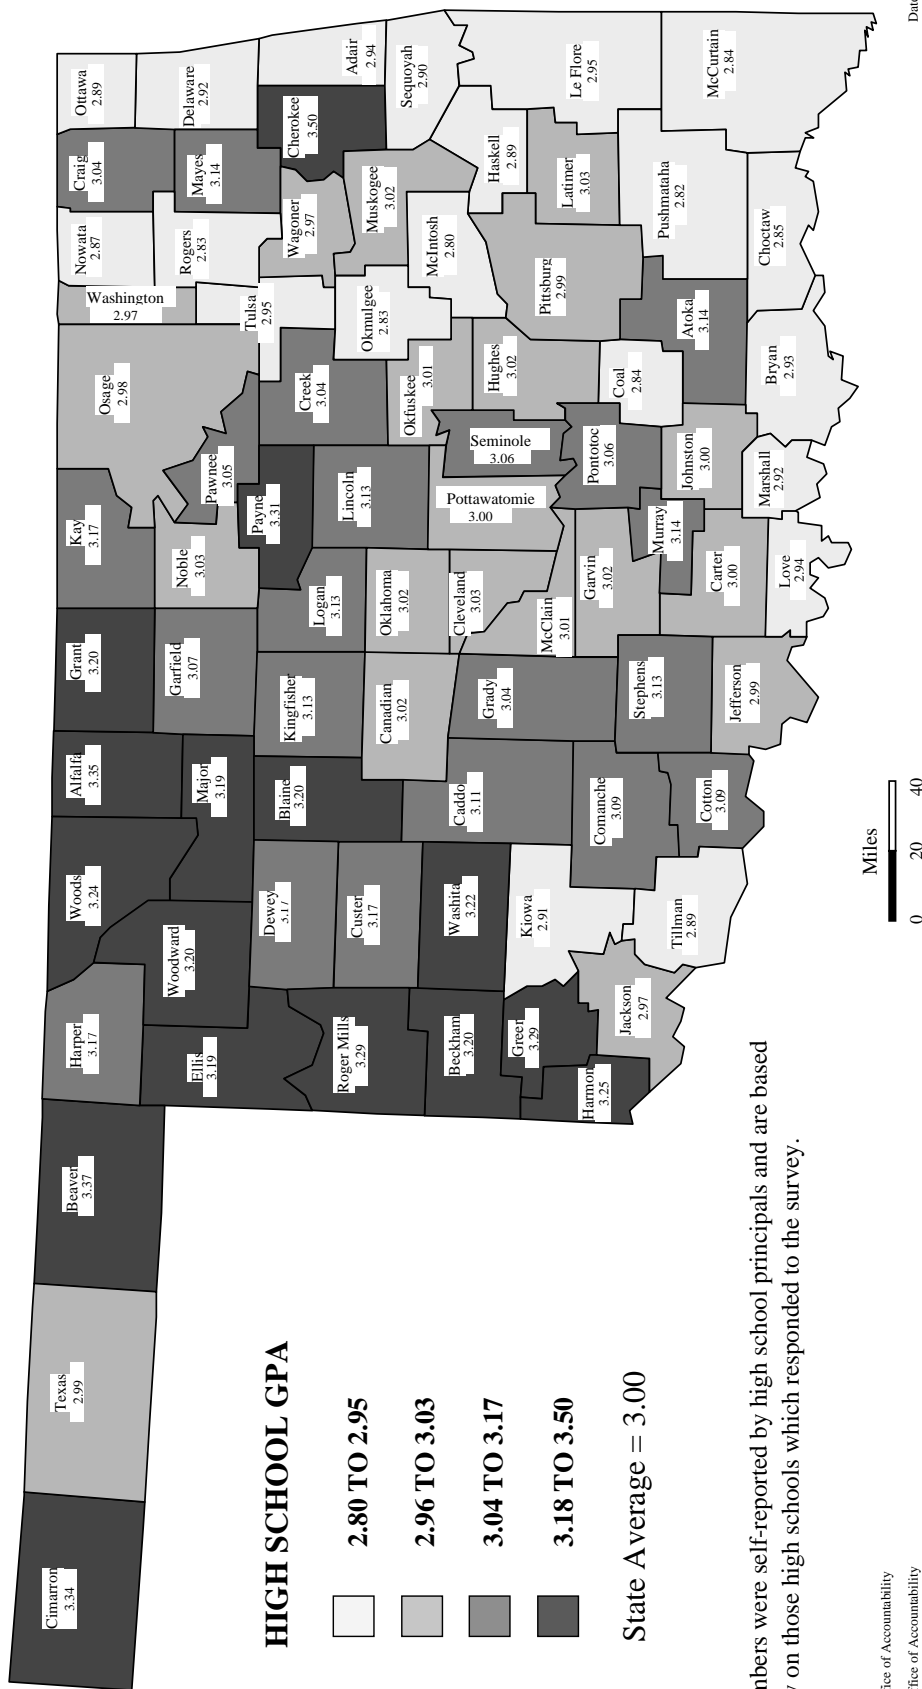 Cimarron
3.34
Texas
2.99
Beaver
3.37
Harper
3.17
Woods
3.24
Alfalfa
3.35
Grant
3.20
Kay
3.17
Osage
2.98
Washington
2.97
Nowata
2.87
Craig
3.04
Ottawa
2.89
Ellis
3.19
Woodward
3.20
Major
3.19
Garfield
3.07
Noble
3.03
Pawnee
3.05
Rogers
2.83
Mayes
3.14
Delaware
2.92
Tulsa
2.95
Roger Mills
3.29
Dewey
3.17
Custer
3.17
Blaine
3.20
Kingfisher
3.13
Logan
3.13
Payne
3.31
Lincoln
3.13
Creek
3.04
Wagoner
2.97
Cherokee
3.50
Adair
2.94
Beckham
3.20
Washita
3.22
Caddo
3.11
Canadian
3.02
Oklahoma
3.02
Cleveland
3.03
Pottawatomie
3.00
Seminole
3.06
Okfuskee
3.01
Okmulgee
2.83
Muskogee
3.02
McIntosh
2.80
Sequoyah
2.90
Haskell
2.89
Greer
3.29
Harmon
3.25
Jackson
2.97
Kiowa
2.91
Tillman
2.89
Comanche
3.09
Cotton
3.09
Grady
3.04
Stephens
3.13
Jefferson
2.99
McClain
3.01
Garvin
3.02
Murray
3.14
Carter
3.00
Love
2.94
Hughes
3.02
Pontotoc
3.06
Johnston
3.00
Marshall
2.92
Coal
2.84
Pittsburg
2.99
Atoka
3.14
Bryan
2.93
Latimer
3.03
Le Flore
2.95
Pushmataha
2.82
Choctaw
2.85
McCurtain
2.84
HIGH SCHOOL GPA
2.80 TO 2.95
2.96 TO 3.03
3.04 TO 3.17
3.18 TO 3.50
State Average = 3.00
mbers were self-reported by high school principals and are based
y on those high schools which responded to the survey.
Miles
0 20 40
fice of Accountability
ffice of Accountability
Date